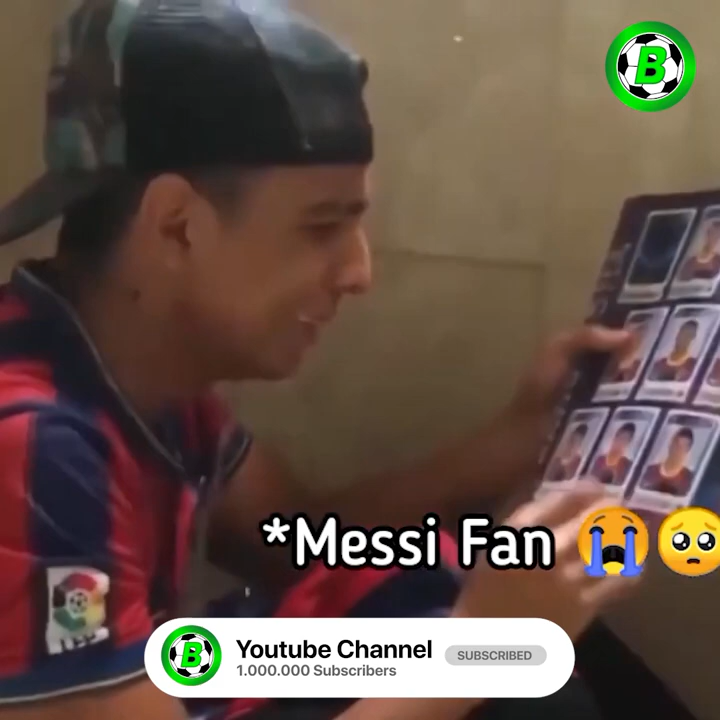 B
*Messi Fan 😭🥺
B
Youtube Channel
1.000.000 Subscribers
SUBSCRIBED